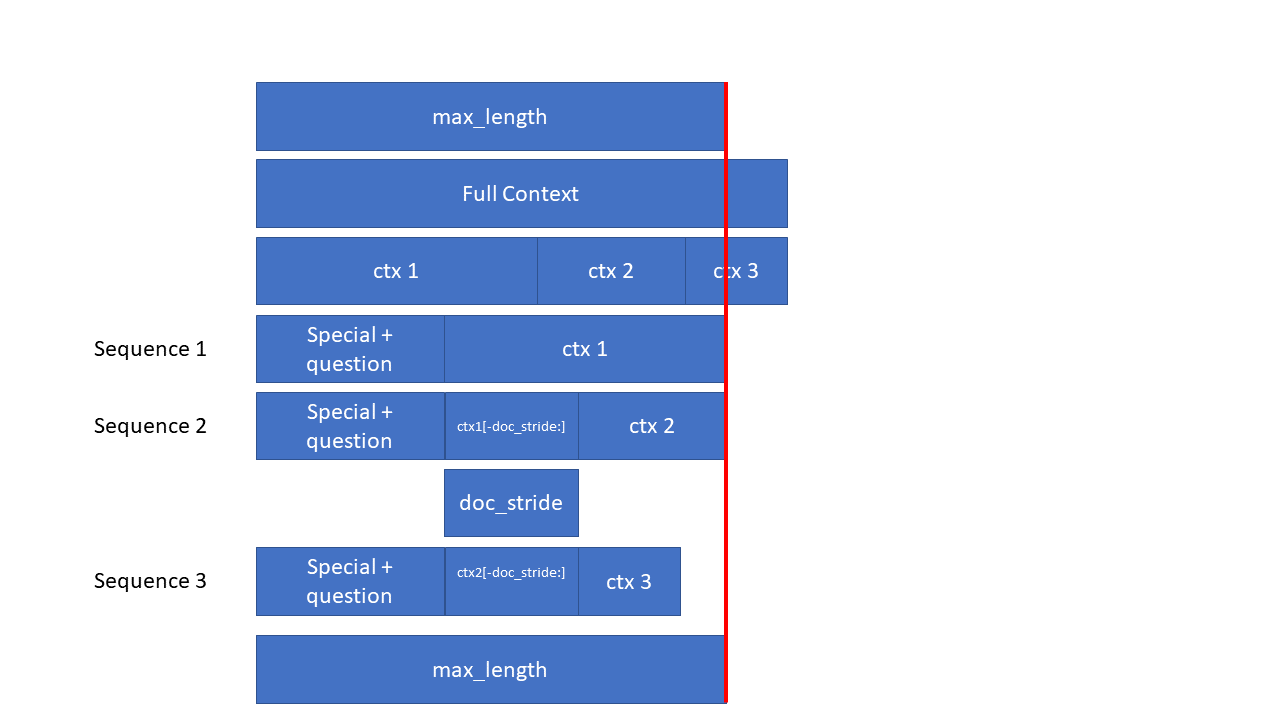 max_length
Full Context
ctx 1 ctx 2 ctx 3
Sequence 1
Special +
question
ctx 1
Sequence 2
Special +
question
ctx1[-doc_stride:]
ctx 2
doc_stride
Sequence 3
Special +
question
ctx2[-doc_stride:]
ctx 3
max_length